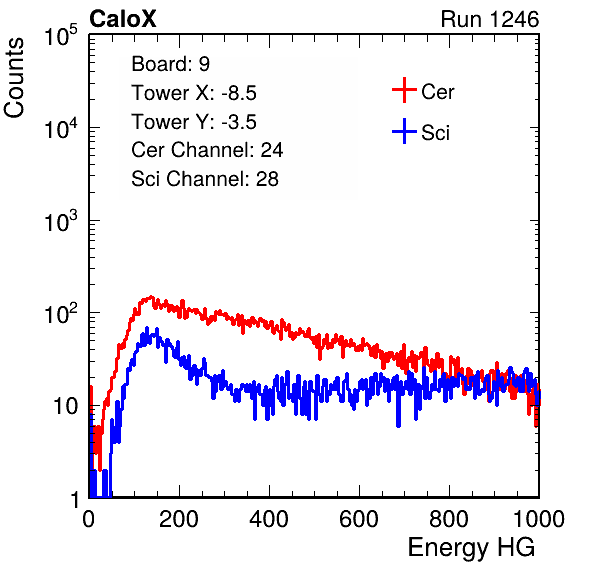 CaloX Run 1246
Counts
10^5
10^4
10^3
10^2
10
1
Board: 9
Tower X: -8.5
Tower Y: -3.5
Cer Channel: 24
Sci Channel: 28
Cer
Sci
0 200 400 600 800 1000
Energy HG